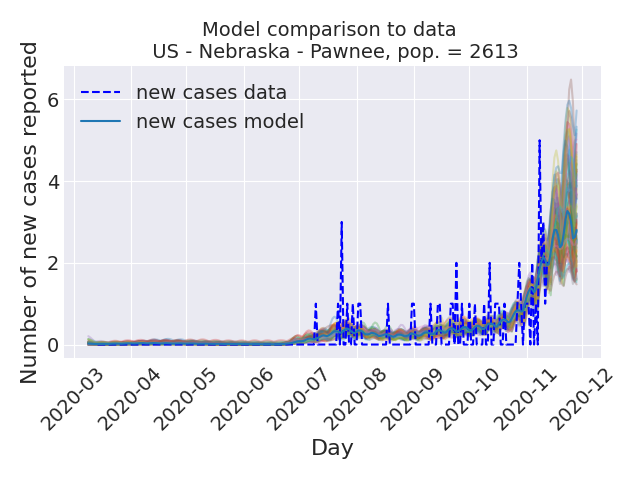 Model comparison to data
US - Nebraska - Pawnee, pop. = 2613
new cases data
new cases model
Number of new cases reported
6
4
2
0
2020-03
2020-04
2020-05
2020-06
2020-07
2020-08
2020-09
2020-10
2020-11
2020-12
Day